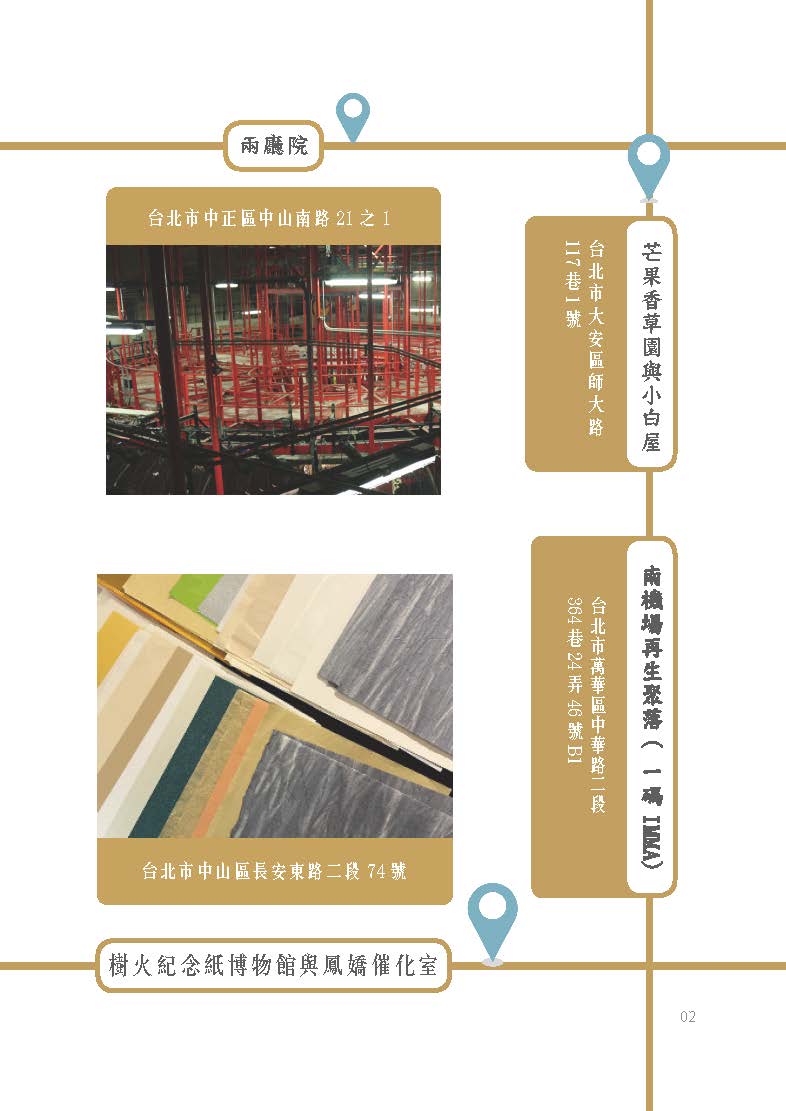 兩廳院
台北市中正區中山南路 21 之 1
芒果香草園與小白屋
台北市大安區師大路
117 巷 1 號
南機場再生聚落（一碼 IMMA）
台北市萬華區中華路二段
364 巷 24 弄 46 號 B1
台北市中山區長安東路二段 74 號
樹火紀念紙博物館與鳳嬌催化室
02